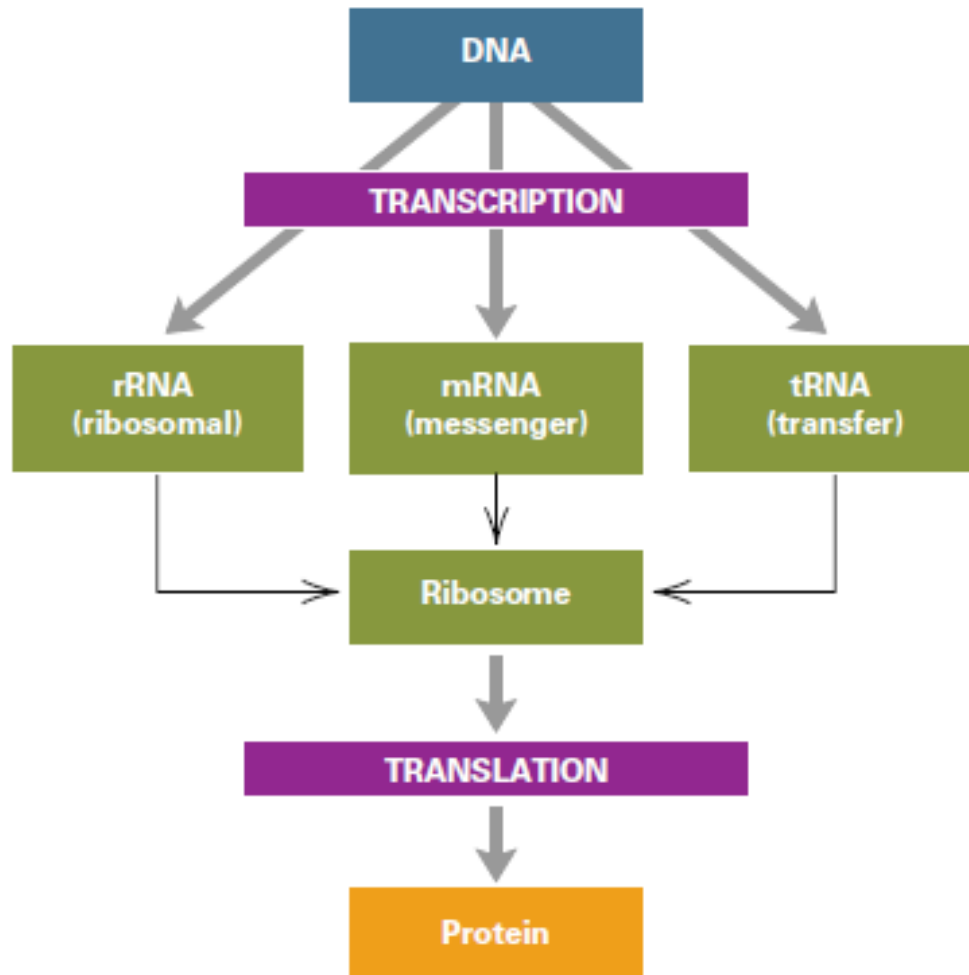 DNA
TRANSCRIPTION
rRNA
(ribosomal)
mRNA
(messenger)
tRNA
(transfer)
Ribosome
TRANSLATION
Protein